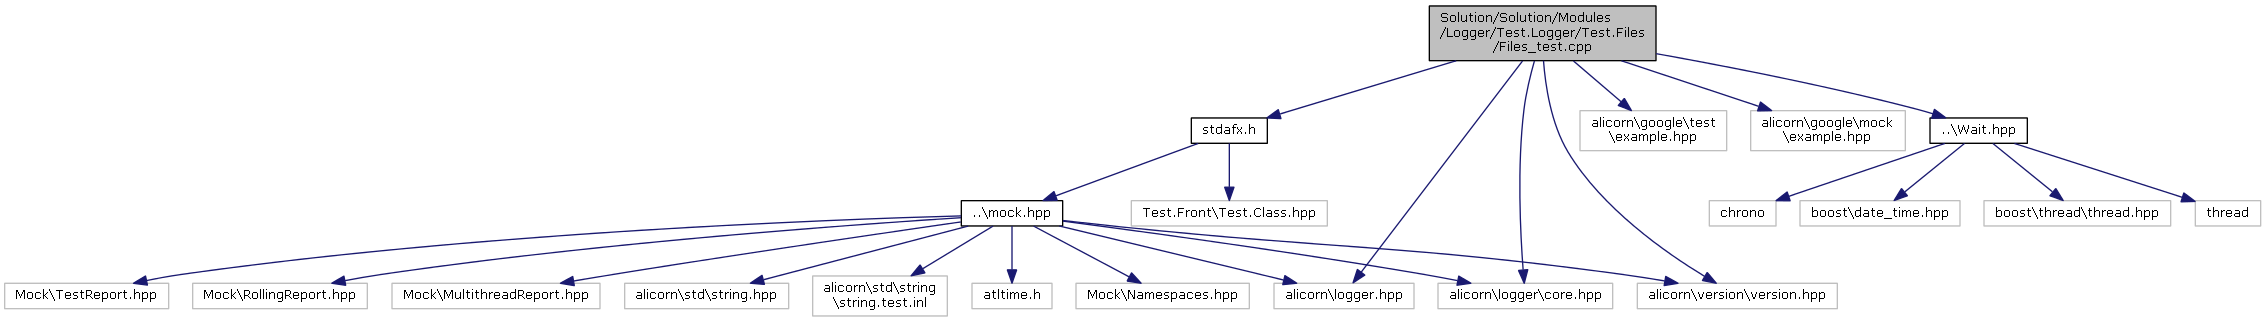 Solution/Solution/Modules
/Logger/Test.Logger/Test.Files
/Files_test.cpp
stdafx.h
alicorn\google\test
\example.hpp
alicorn\google\mock
\example.hpp
..\Wait.hpp
..\mock.hpp
Test.Front\Test.Class.hpp
chrono
boost\date_time.hpp
boost\thread\thread.hpp
thread
Mock\TestReport.hpp
Mock\RollingReport.hpp
Mock\MultithreadReport.hpp
alicorn\std\string.hpp
alicorn\std\string
\string.test.inl
atltime.h
Mock\Namespaces.hpp
alicorn\logger.hpp
alicorn\logger\core.hpp
alicorn\version\version.hpp